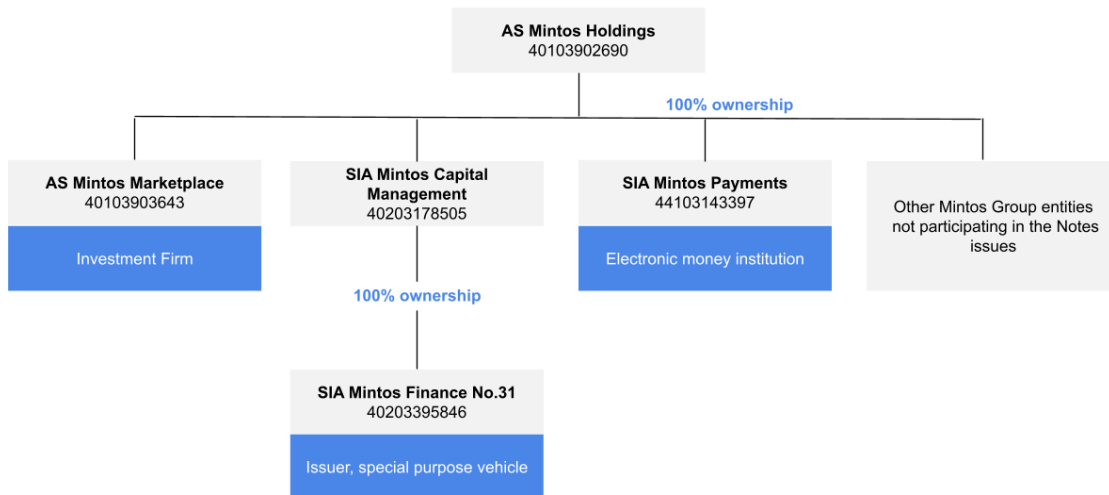 AS Mintos Holdings
40103902690
100% ownership
AS Mintos Marketplace
40103903643
Investment Firm
SIA Mintos Capital
Management
40203178505
SIA Mintos Payments
44103143397
Electronic money institution
Other Mintos Group entities
not participating in the Notes
issues
100% ownership
SIA Mintos Finance No.31
40203395846
Issuer, special purpose vehicle